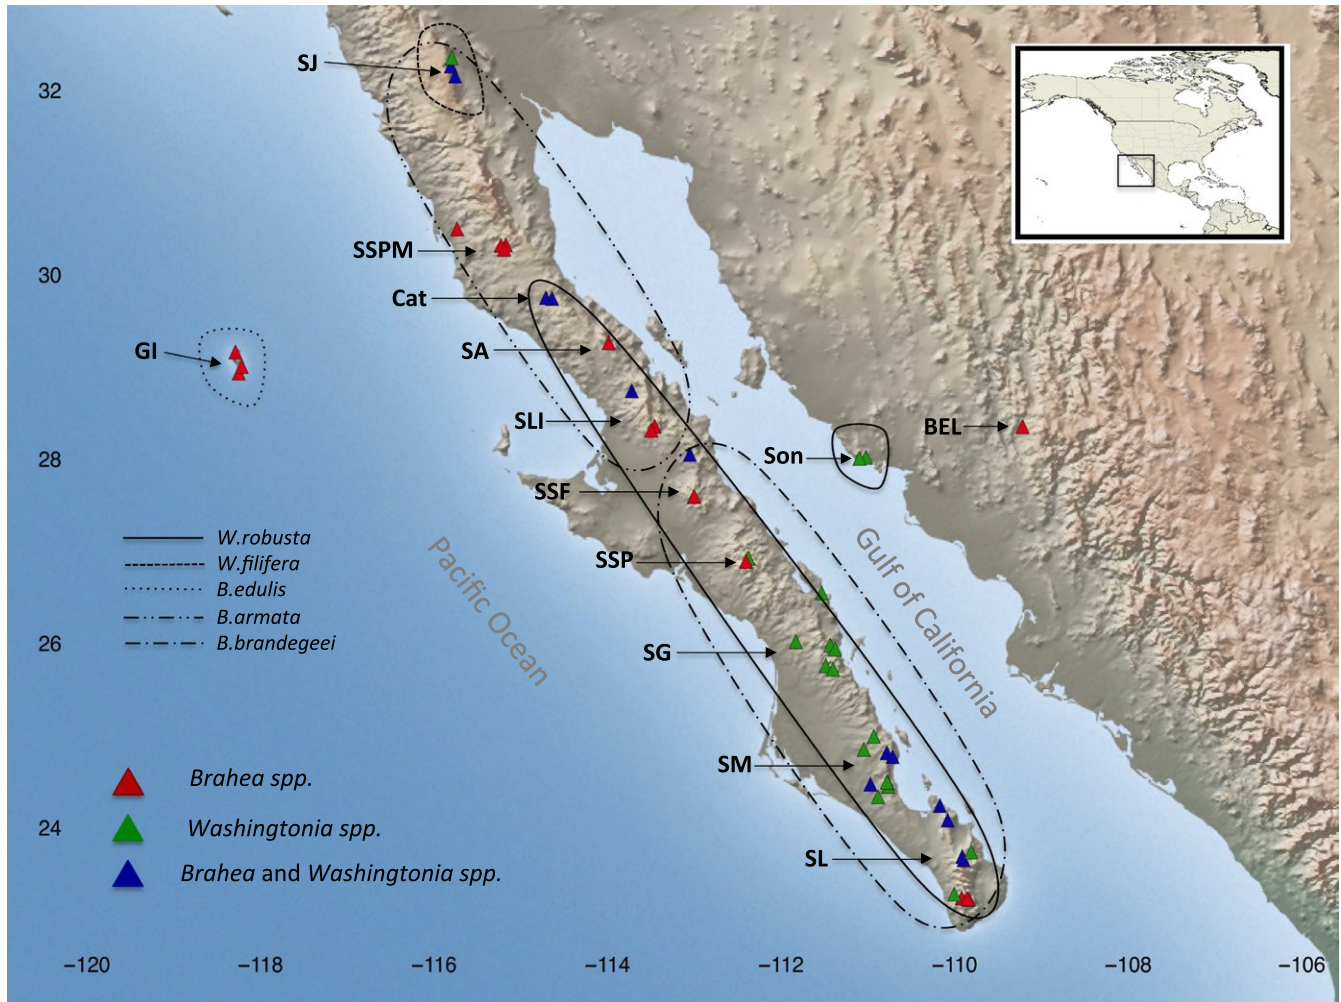 SJ
32
SSPM
30
Cat
GI
SA
SLI
BEL
28
Son
SSF
W.robusta
W.filifera
SSP
B.edulis
B.armata
B.brandegeei
Pacific Ocean
Gulf of California
26
SG
SM
Brahea spp.
24
Washingtonia spp.
SL
Brahea and Washingtonia spp.
−120 −118 −116 −114 −112 −110 −108 −106